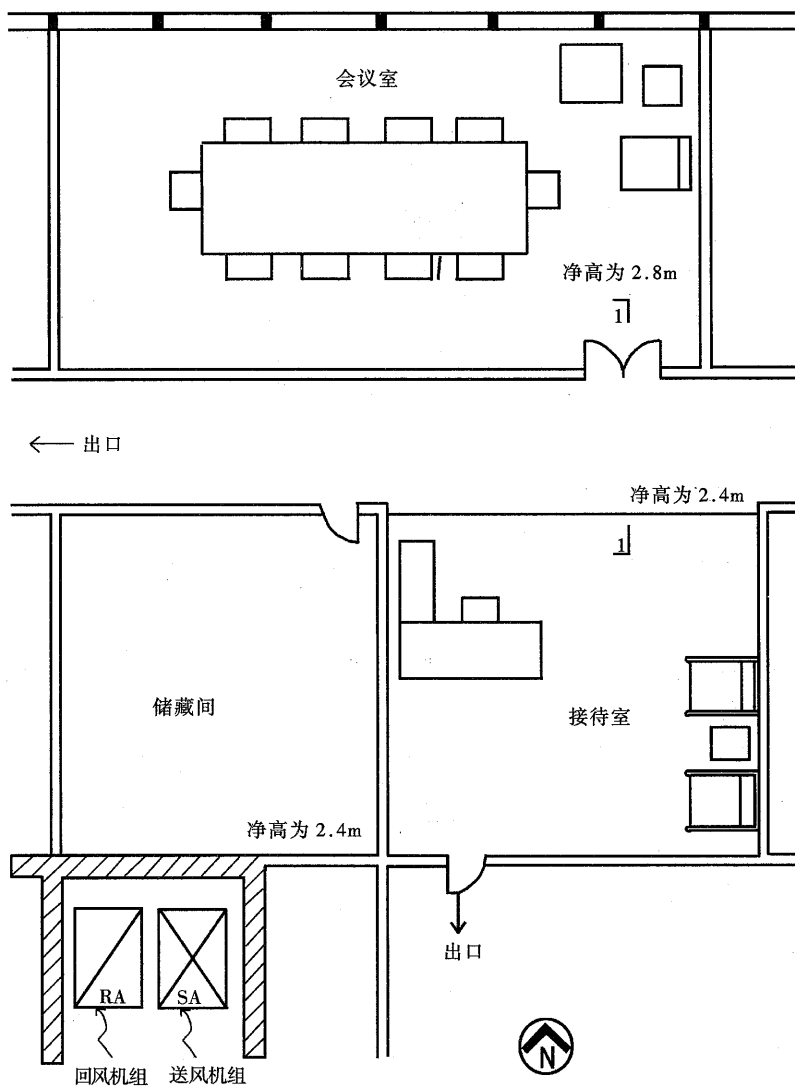 会议室
净高为 2.8m
1
出口
净高为 2.4m
1
储藏间
接待室
净高为 2.4m
出口
RA
SA
回风机组
送风机组
N